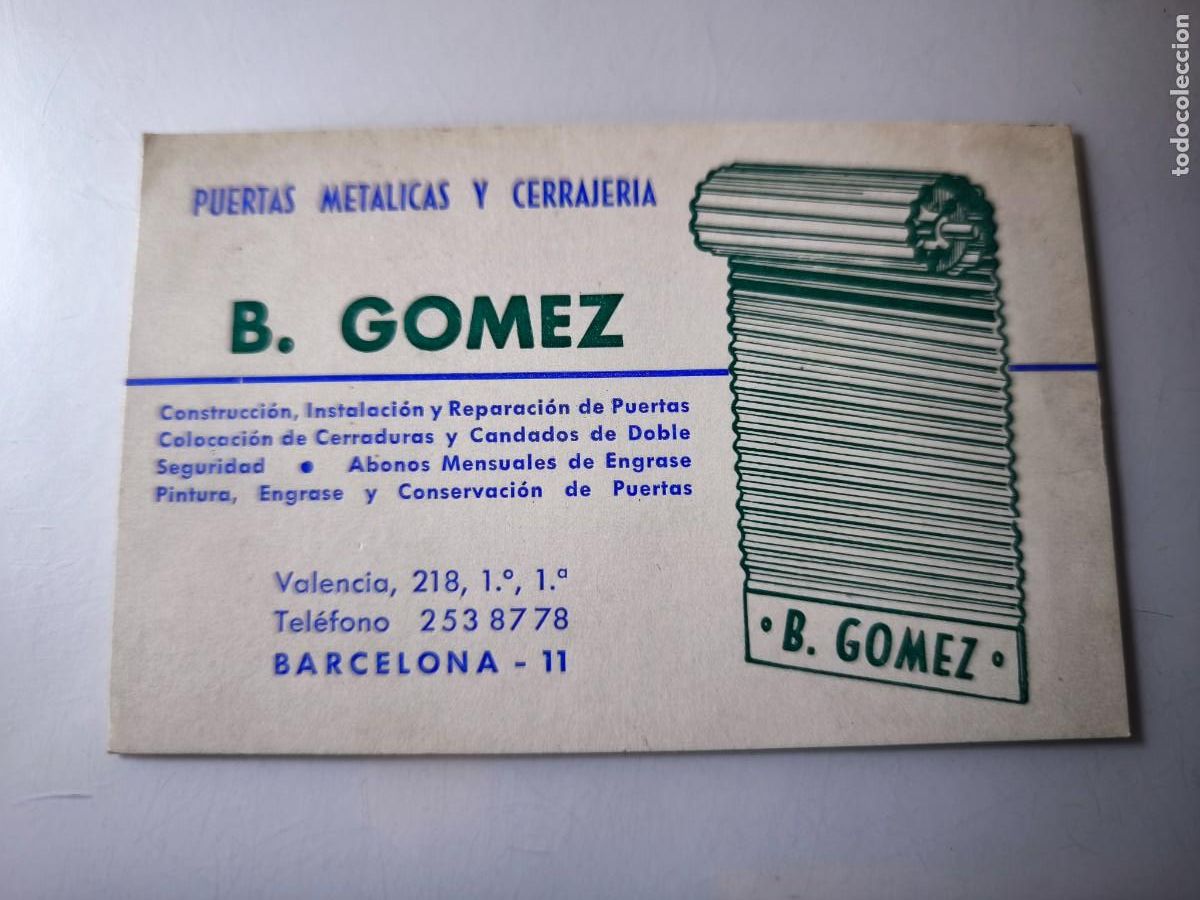 PUERTAS METALICAS Y CERRAJERIA
B. GOMEZ
Construcción, Instalación y Reparación de Puertas
Colocación de Cerraduras y Candados de Doble
Seguridad • Abonos Mensuales de Engrase
Pintura, Engrase y Conservación de Puertas
Valencia, 218, 1.º, 1.ª
Teléfono 253 87 78
BARCELONA - 11
· B. GOMEZ ·
todocoleccion